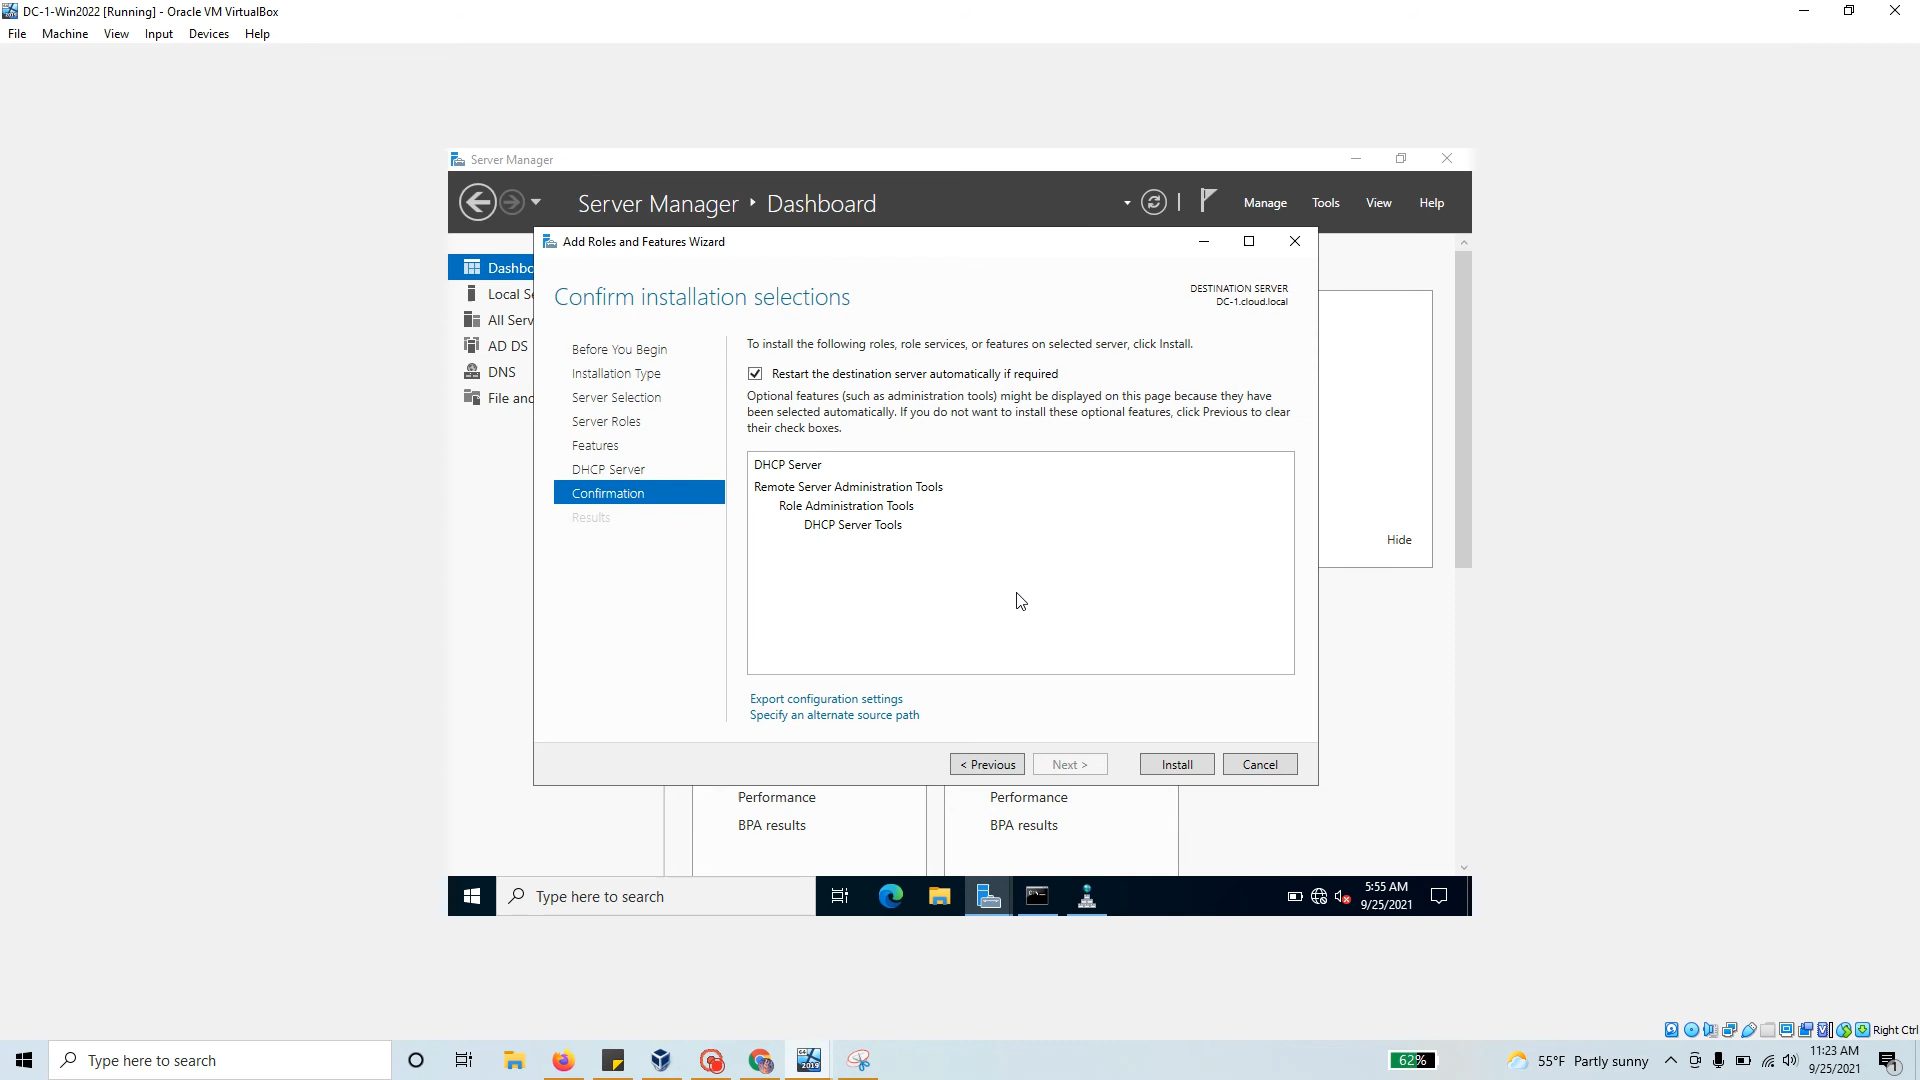 DC-1-Win2022 [Running] - Oracle VM VirtualBox
File Machine View Input Devices Help
Server Manager
Server Manager ‣ Dashboard
Manage Tools View Help
Add Roles and Features Wizard
Dashbo
Local Se
All Serv
AD DS
DNS
File and
Confirm installation selections
DESTINATION SERVER
DC-1.cloud.local
Before You Begin
Installation Type
Server Selection
Server Roles
Features
DHCP Server
Confirmation
Results
To install the following roles, role services, or features on selected server, click Install.
Restart the destination server automatically if required
Optional features (such as administration tools) might be displayed on this page because they have
been selected automatically. If you do not want to install these optional features, click Previous to clear
their check boxes.
DHCP Server
Remote Server Administration Tools
Role Administration Tools
DHCP Server Tools
Hide
Export configuration settings
Specify an alternate source path
< Previous Next > Install Cancel
Performance Performance
BPA results BPA results
Type here to search
5:55 AM
9/25/2021
Right Ctrl
Type here to search
2019
62%
55°F Partly sunny
11:23 AM
9/25/2021
1